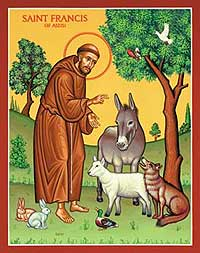 SAINT FRANCIS
OF ASSISI